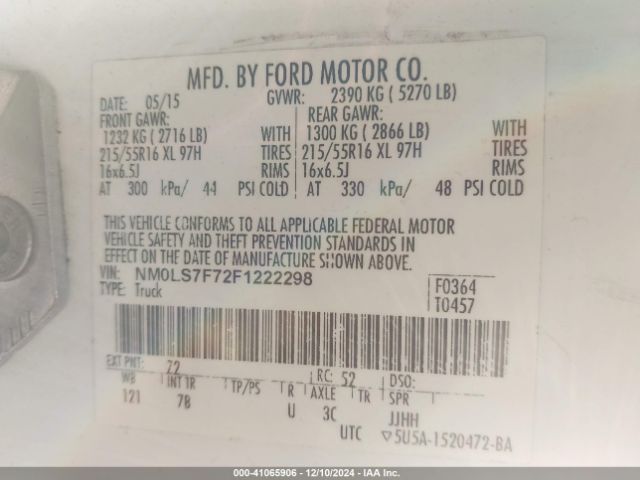 MFD. BY FORD MOTOR CO.
DATE: 05/15 GVWR: 2390 KG ( 5270 LB)
FRONT GAWR: REAR GAWR:
1232 KG ( 2716 LB) WITH 1300 KG ( 2866 LB) WITH
215/55R16 XL 97H TIRES 215/55R16 XL 97H TIRES
16x6.5J RIMS 16x6.5J RIMS
AT 300 kPa/ 44 PSI COLD AT 330 kPa/ 48 PSI COLD
THIS VEHICLE CONFORMS TO ALL APPLICABLE FEDERAL MOTOR
VEHICLE SAFETY AND THEFT PREVENTION STANDARDS IN
EFFECT ON THE DATE OF MANUFACTURE SHOWN ABOVE.
VIN: NM0LS7F72F1222298 F0364
TYPE: Truck T0457
EXT PNT: Z2 RC: 52 DSO:
WB INT TR TP/PS R AXLE TR SPR
121 78 U 3C JJHH
UTC ▽5U5A-1520472-BA
000-41065906 - 12/10/2024 - IAA Inc.